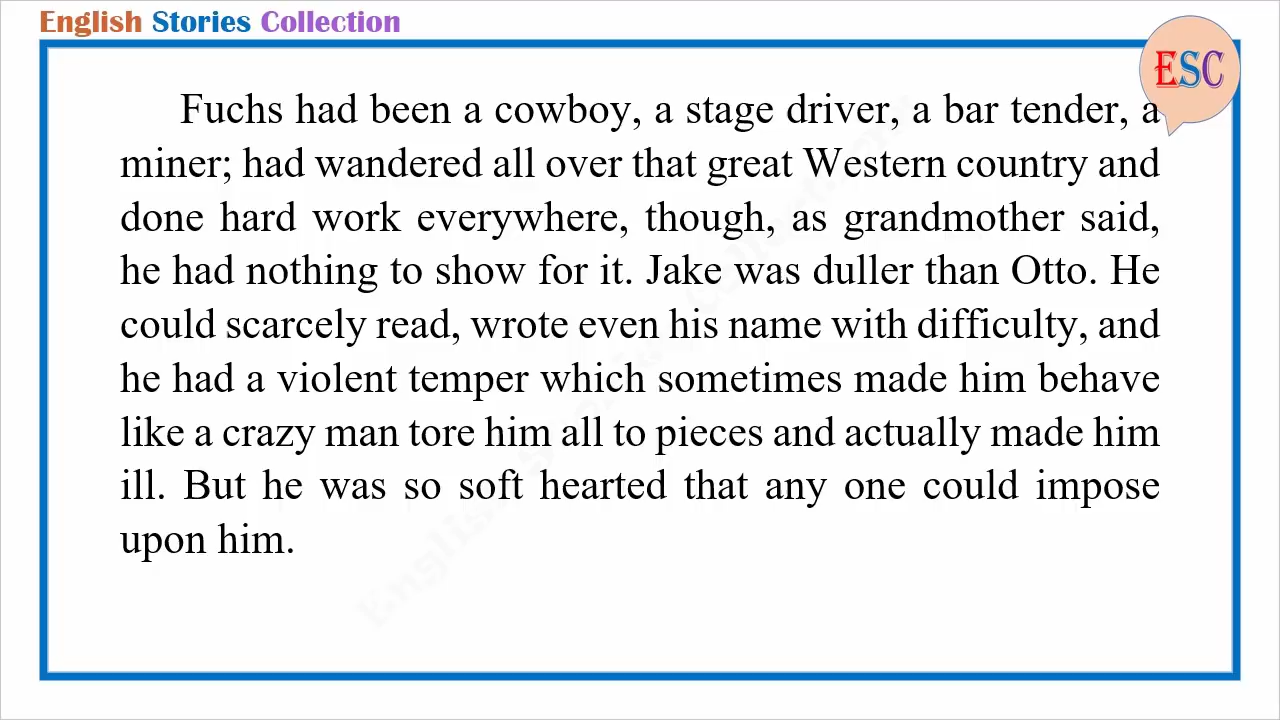 English Stories Collection
ESC
Fuchs had been a cowboy, a stage driver, a bar tender, a
miner; had wandered all over that great Western country and
done hard work everywhere, though, as grandmother said,
he had nothing to show for it. Jake was duller than Otto. He
could scarcely read, wrote even his name with difficulty, and
he had a violent temper which sometimes made him behave
like a crazy man tore him all to pieces and actually made him
ill. But he was so soft hearted that any one could impose
upon him.
English Stories Collection